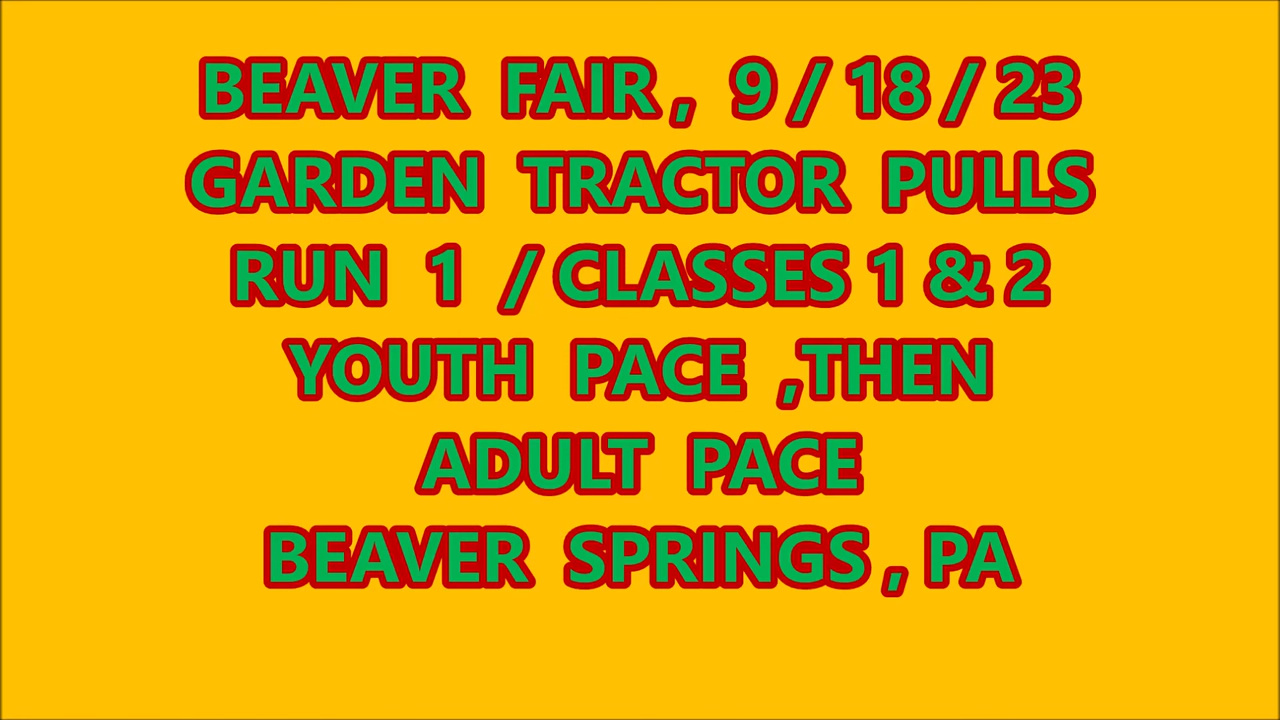 BEAVER FAIR, 9/18/23
GARDEN TRACTOR PULLS
RUN 1 / CLASSES 1 & 2
YOUTH PACE ,THEN
ADULT PACE
BEAVER SPRINGS, PA